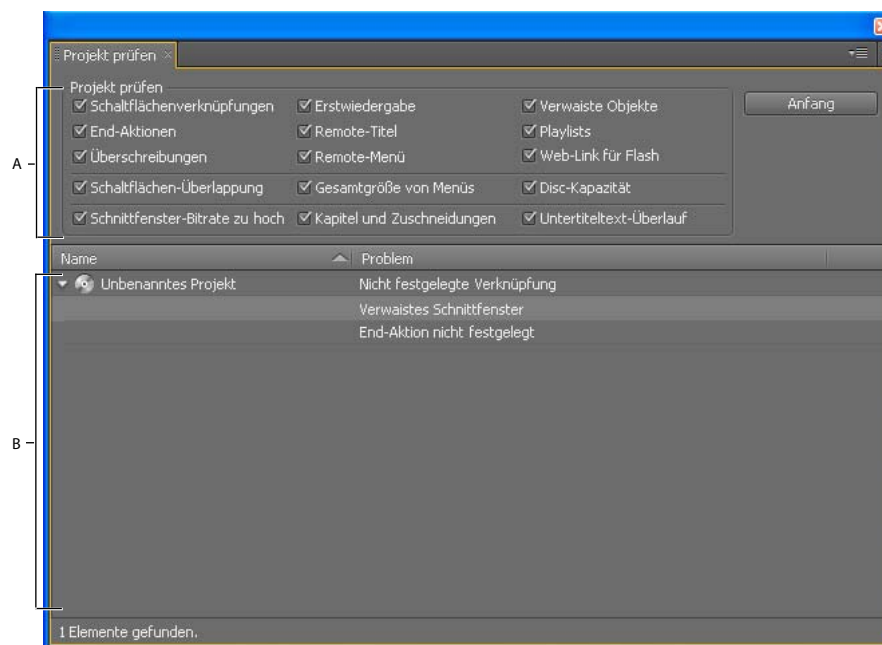 Projekt prüfen
Projekt prüfen
Schaltflächenverknüpfungen Erstwiedergabe Verwaiste Objekte Anfang
End-Aktionen Remote-Titel Playlists
Überschreibungen Remote-Menü Web-Link für Flash
A
Schaltflächen-Überlappung Gesamtgröße von Menüs Disc-Kapazität
Schnittfenster-Bitrate zu hoch Kapitel und Zuschneidungen Untertiteltext-Überlauf
Name Problem
Unbenanntes Projekt Nicht festgelegte Verknüpfung
Verwaistes Schnittfenster
End-Aktion nicht festgelegt
B
1 Elemente gefunden.